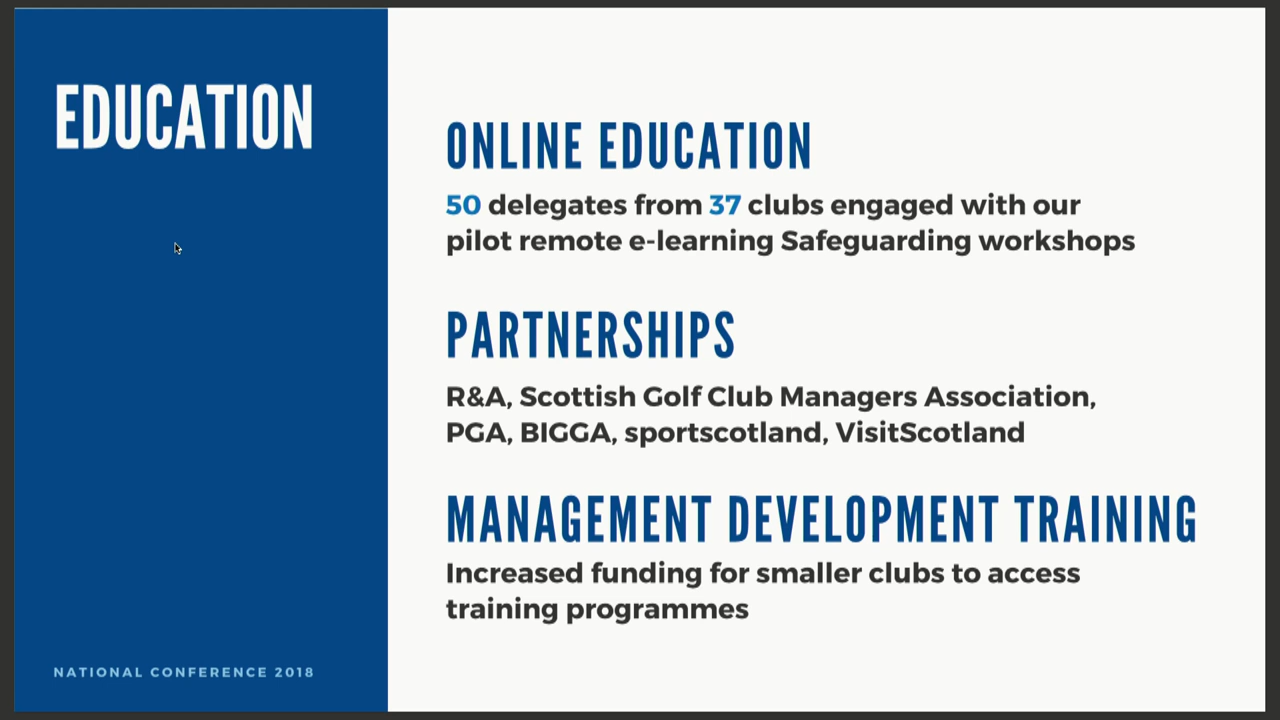 EDUCATION
ONLINE EDUCATION
50 delegates from 37 clubs engaged with our
pilot remote e-learning Safeguarding workshops
PARTNERSHIPS
R&A, Scottish Golf Club Managers Association,
PGA, BIGGA, sportscotland, VisitScotland
MANAGEMENT DEVELOPMENT TRAINING
Increased funding for smaller clubs to access
training programmes
NATIONAL CONFERENCE 2018